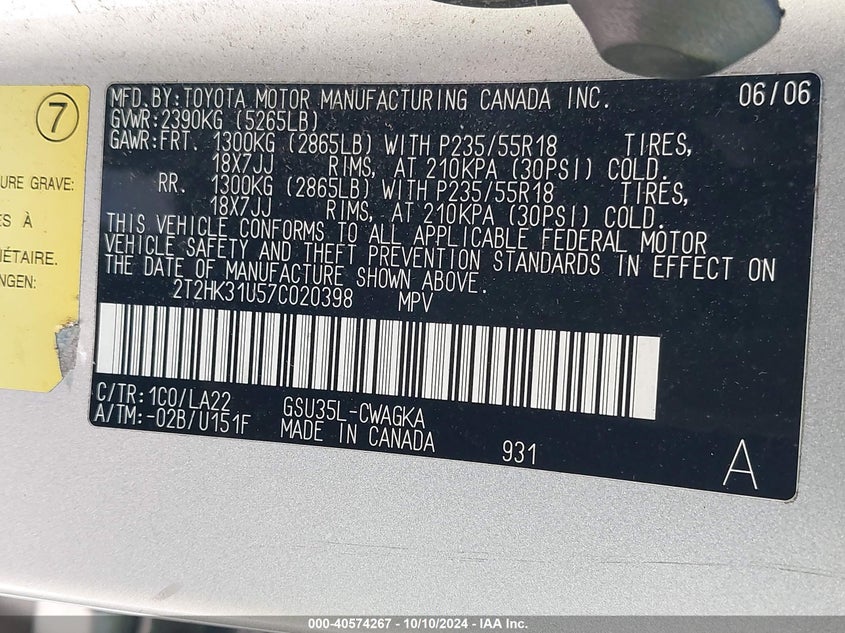 7
URE GRAVE:
S À
IÉTAIRE.
NGEN:
MFD.BY:TOYOTA MOTOR MANUFACTURING CANADA INC. 06/06
GVWR:2390KG (5265LB)
GAWR:FRT. 1300KG (2865LB) WITH P235/55R18 TIRES,
18X7JJ RIMS, AT 210KPA (30PSI) COLD.
RR. 1300KG (2865LB) WITH P235/55R18 TIRES,
18X7JJ RIMS, AT 210KPA (30PSI) COLD.
THIS VEHICLE CONFORMS TO ALL APPLICABLE FEDERAL MOTOR
VEHICLE SAFETY AND THEFT PREVENTION STANDARDS IN EFFECT ON
THE DATE OF MANUFACTURE SHOWN ABOVE.
2T2HK31U57C020398 MPV
C/TR:1C0/LA22 GSU35L-CWAGKA
A/TM:-02B/U151F MADE IN CANADA 931 A
000-40574267 - 10/10/2024 - IAA Inc.